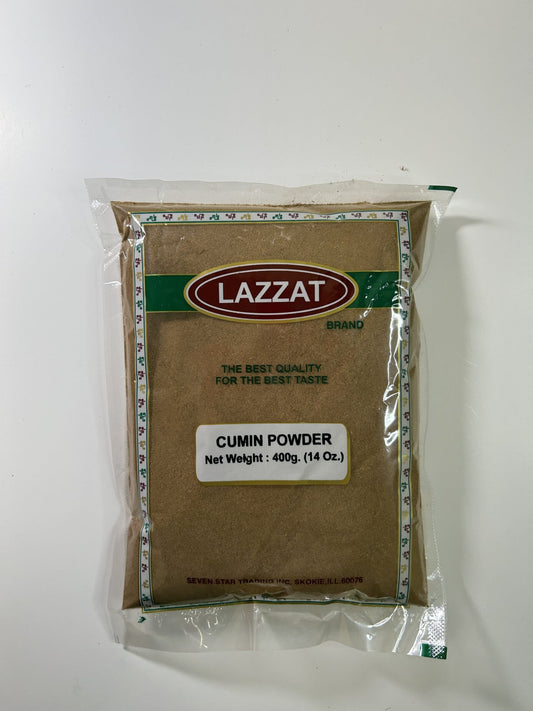 LAZZAT
BRAND
THE BEST QUALITY
FOR THE BEST TASTE
CUMIN POWDER
Net Weight : 400g. (14 Oz.)
SEVEN STAR TRADING INC, SKOKIE, ILL.60076